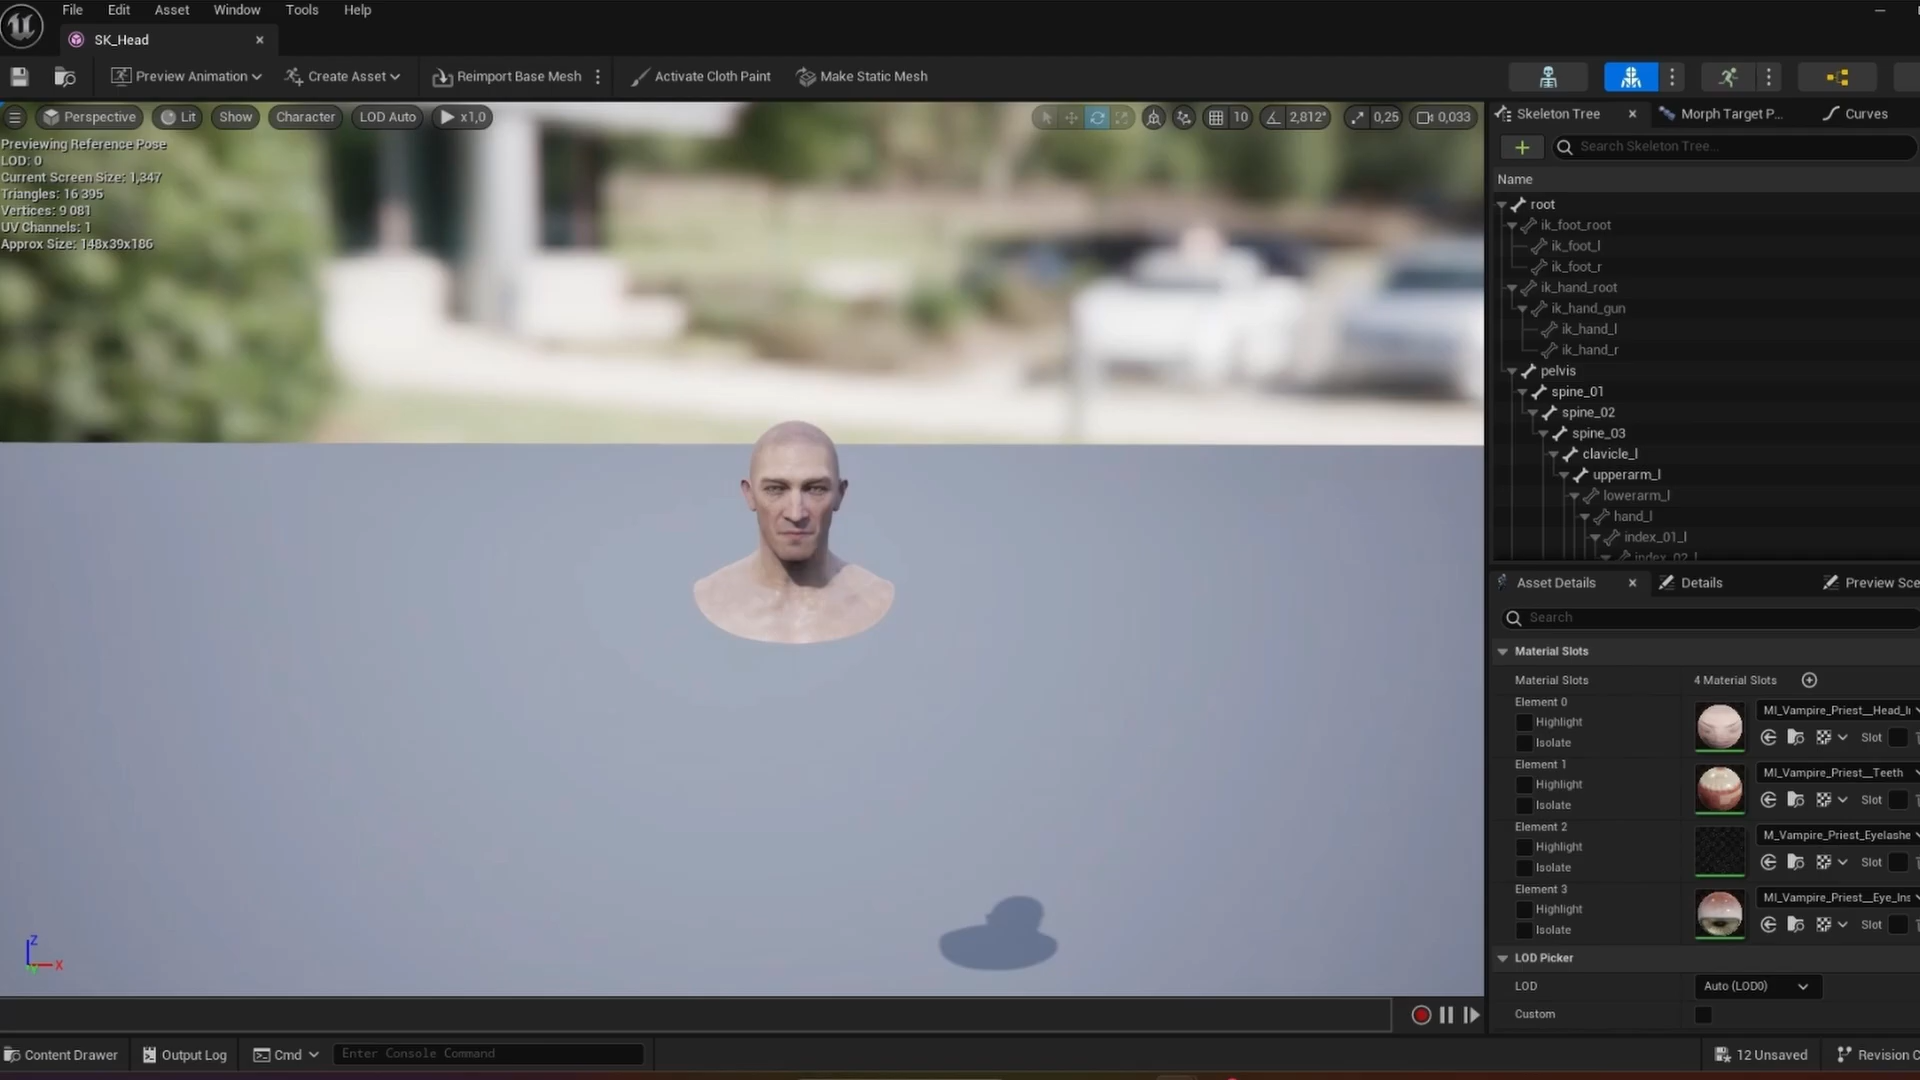 File Edit Asset Window Tools Help
SK_Head
Preview Animation Create Asset Reimport Base Mesh Activate Cloth Paint Make Static Mesh
Perspective Lit Show Character LOD Auto x1,0 10 2,812° 0,25 0,033
Previewing Reference Pose
LOD: 0
Current Screen Size: 1,347
Triangles: 16 395
Vertices: 9 081
UV Channels: 1
Approx Size: 148x39x186
Z
X
Skeleton Tree Morph Target P... Curves
Search Skeleton Tree...
Name
root
ik_foot_root
ik_foot_l
ik_foot_r
ik_hand_root
ik_hand_gun
ik_hand_l
ik_hand_r
pelvis
spine_01
spine_02
spine_03
clavicle_l
upperarm_l
lowerarm_l
hand_l
index_01_l
index_02_l
Asset Details Details Preview Sce
Search
Material Slots
Material Slots 4 Material Slots
Element 0
MI_Vampire_Priest__Head_I
Highlight
Isolate
Slot
Element 1
MI_Vampire_Priest__Teeth
Highlight
Isolate
Slot
Element 2
M_Vampire_Priest_Eyelashe
Highlight
Isolate
Slot
Element 3
MI_Vampire_Priest__Eye_Ins
Highlight
Isolate
Slot
LOD Picker
LOD Auto (LOD0)
Custom
Content Drawer Output Log Cmd Enter Console Command 12 Unsaved Revision C